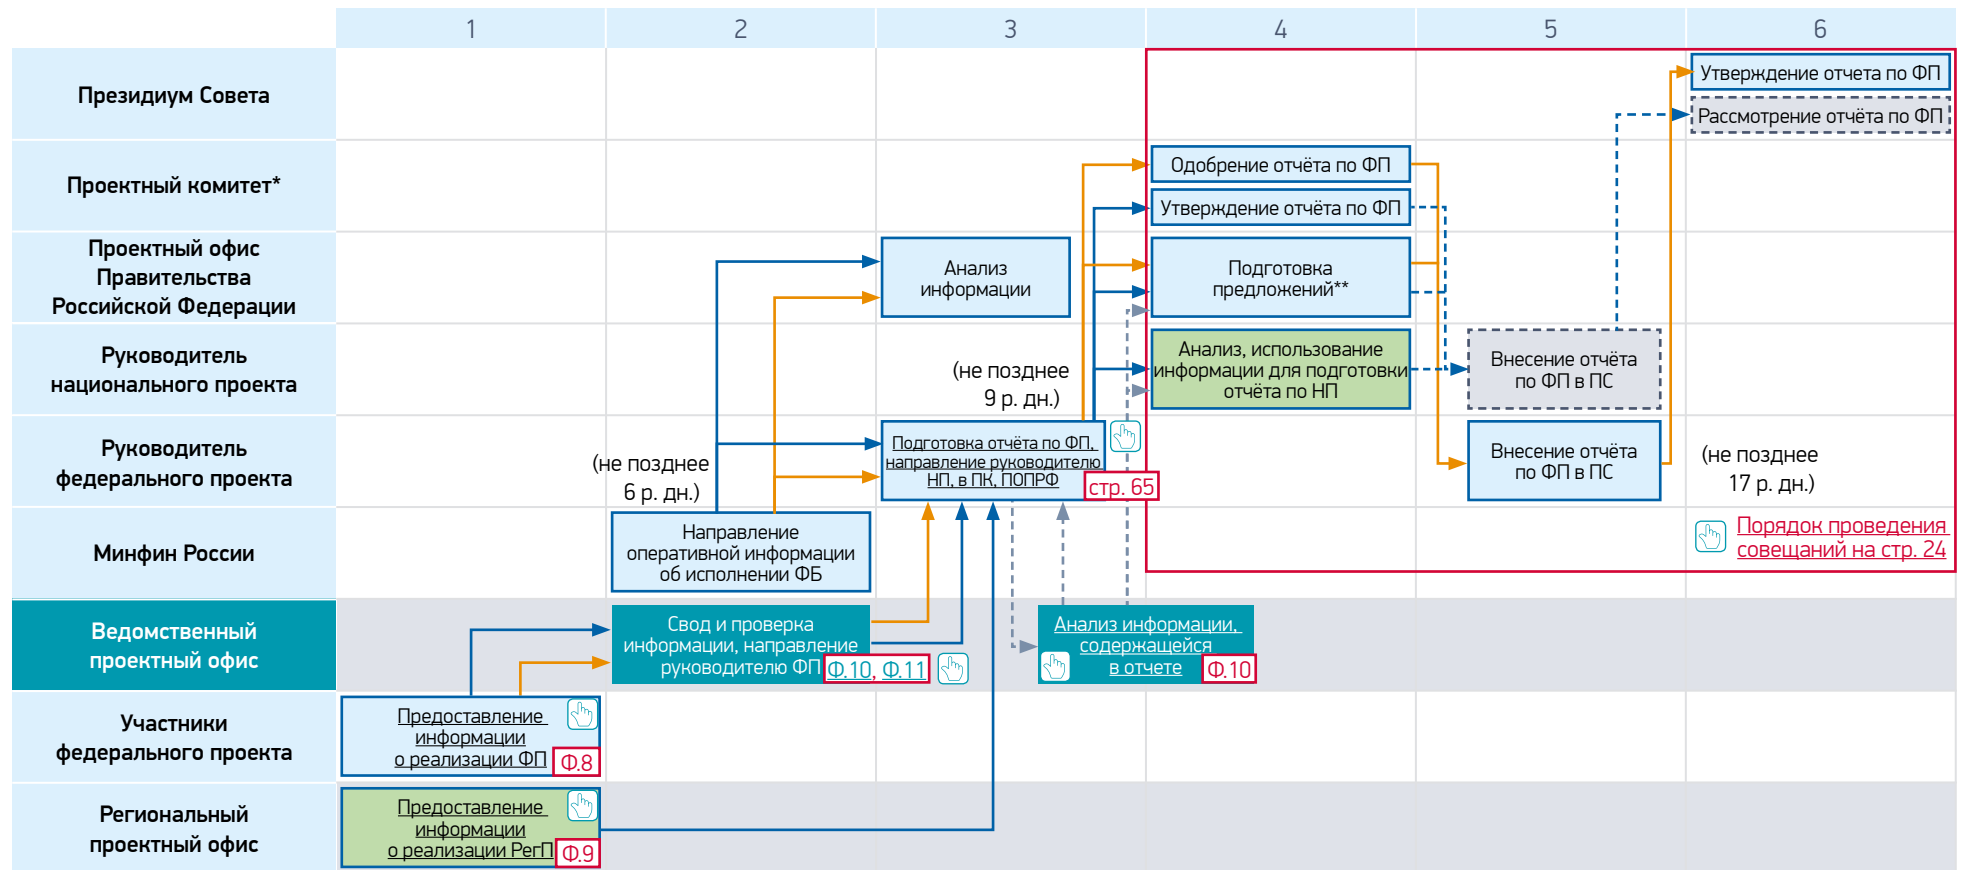 1
2
3
4
5
6
Президиум Совета
Утверждение отчета по ФП
Рассмотрение отчёта по ФП
Проектный комитет*
Одобрение отчёта по ФП
Утверждение отчёта по ФП
Проектный офис
Правительства
Российской Федерации
Анализ
информации
Подготовка
предложений**
Руководитель
национального проекта
(не позднее
9 р. дн.)
Анализ, использование
информации для подготовки
отчёта по НП
Внесение отчёта
по ФП в ПС
Руководитель
федерального проекта
(не позднее
6 р. дн.)
Подготовка отчёта по ФП,
направление руководителю
НП, в ПК, ПОПРФ
стр. 65
Внесение отчёта
по ФП в ПС
(не позднее
17 р. дн.)
Минфин России
Направление
оперативной информации
об исполнении ФБ
Порядок проведения
совещаний на стр. 24
Ведомственный
проектный офис
Свод и проверка
информации, направление
руководителю ФП
Ф.10, Ф.11
Анализ информации,
содержащейся
в отчете
Ф.10
Участники
федерального проекта
Предоставление
информации
о реализации ФП
Ф.8
Региональный
проектный офис
Предоставление
информации
о реализации РегП
Ф.9